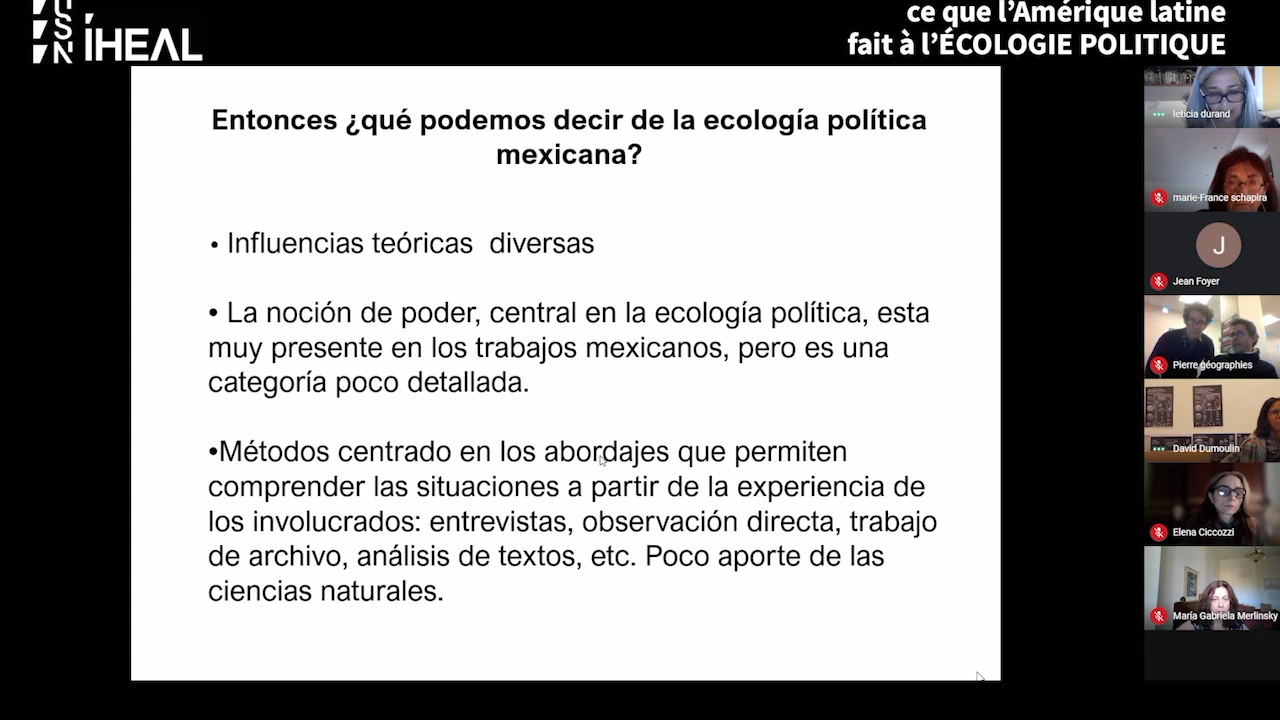 USN
ÍHEAL
ce que l’Amérique latine
fait à l’ÉCOLOGIE POLITIQUE
Entonces ¿qué podemos decir de la ecología política
mexicana?
• Influencias teóricas  diversas
• La noción de poder, central en la ecología política, esta
muy presente en los trabajos mexicanos, pero es una
categoría poco detallada.
•Métodos centrado en los abordajes que permiten
comprender las situaciones a partir de la experiencia de
los involucrados: entrevistas, observación directa, trabajo
de archivo, análisis de textos, etc. Poco aporte de las
ciencias naturales.
leticia durand
marie-France schapira
J
Jean Foyer
Pierre géographies
David Dumoulin
Elena Ciccozzi
María Gabriela Merlinsky